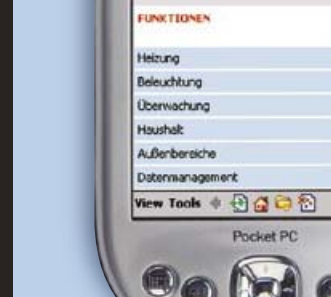 FUNKTIONEN
Heizung
Beleuchtung
Überwachung
Haushalt
Außenbereiche
Datenmanagement
View Tools
Pocket PC